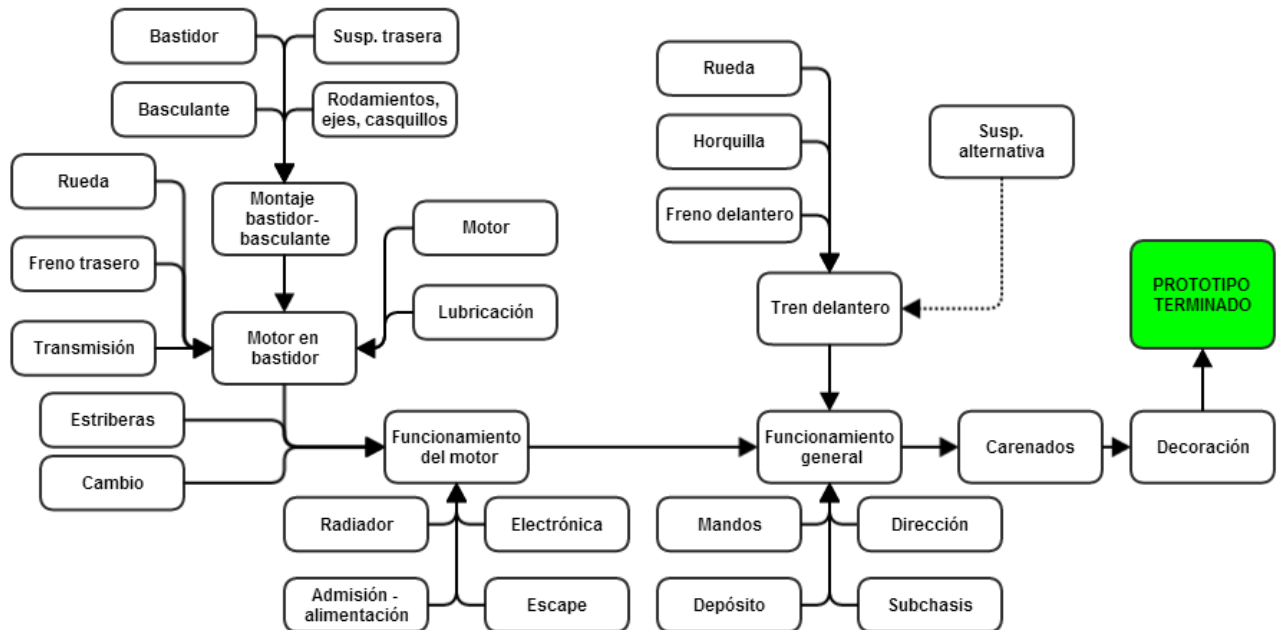 Bastidor
Susp. trasera
Basculante
Rodamientos,
ejes, casquillos
Rueda
Montaje
bastidor-
basculante
Motor
Freno trasero
Lubricación
Transmisión
Motor en
bastidor
Estriberas
Cambio
Funcionamiento
del motor
Radiador
Electrónica
Admisión -
alimentación
Escape
Rueda
Horquilla
Susp.
alternativa
Freno delantero
Tren delantero
Funcionamiento
general
Mandos
Dirección
Depósito
Subchasis
Carenados
Decoración
PROTOTIPO
TERMINADO